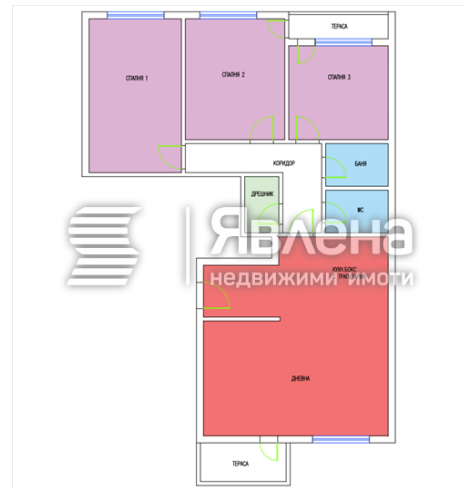 ТЕРАСА
СПАЛНЯ 1
СПАЛНЯ 2
СПАЛНЯ 3
КОРИДОР
БАНЯ
ДРЕШНИК
WC
Явлена
недвижими имоти
КУХН.БОКС
ДНЕВНА
ТЕРАСА